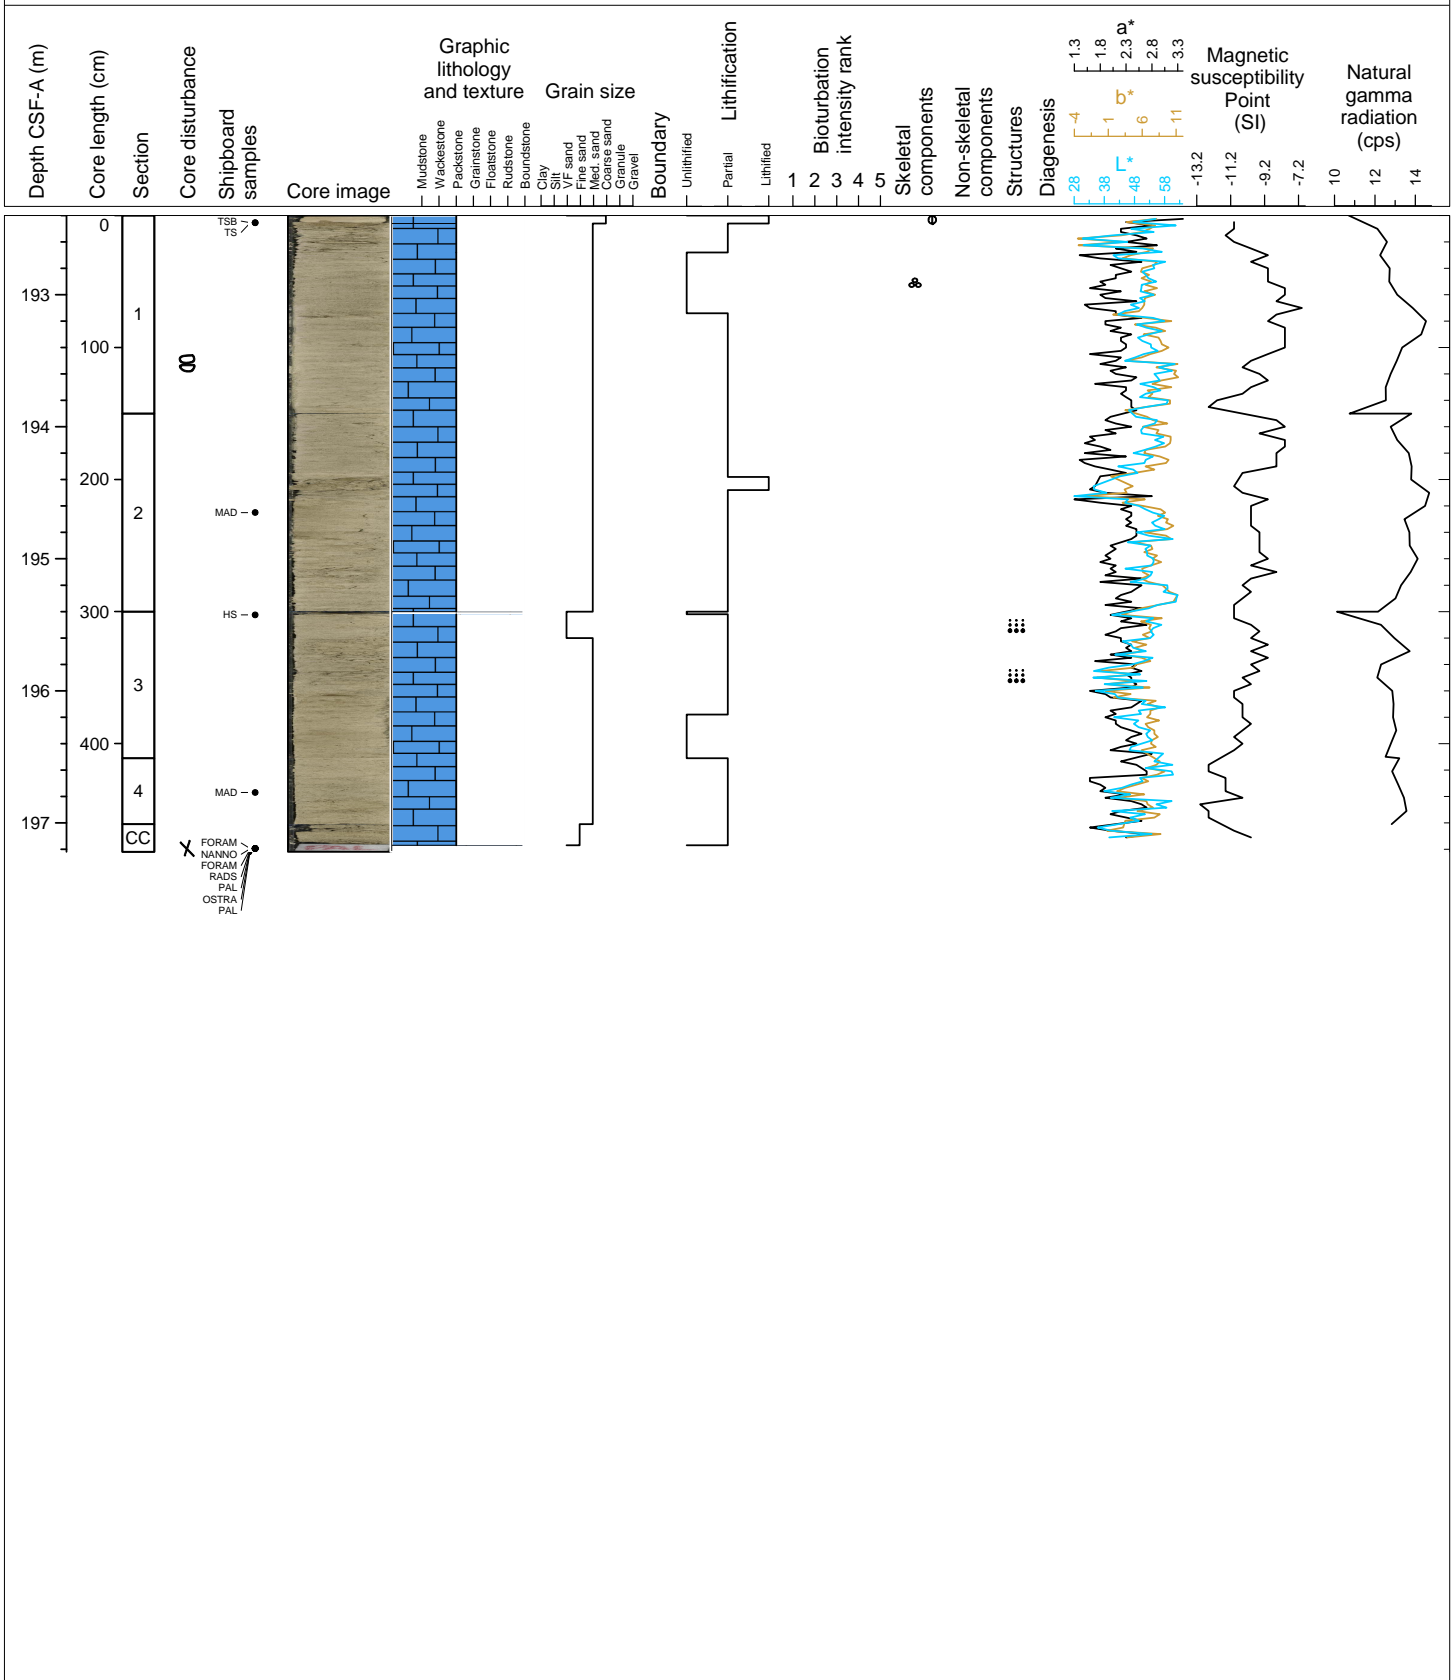 Depth CSF-A (m)
Core length (cm)
Section
Core disturbance
Shipboard
samples
Core image
Graphic
lithology
and texture
Mudstone
Wackestone
Packstone
Grainstone
Floatstone
Rudstone
Boundstone
Grain size
Clay
Silt
VF sand
Fine sand
Med. sand
Coarse sand
Granule
Gravel
Boundary
Lithification
Unlithified
Partial
Lithified
Bioturbation
intensity rank
1 2 3 4 5
Skeletal
components
Non-skeletal
components
Structures
Diagenesis
a*
1.3 1.8 2.3 2.8 3.3
b*
-4 1 6 11
L*
28 38 48 58
Magnetic
susceptibility
Point
(SI)
-13.2 -11.2 -9.2 -7.2
Natural
gamma
radiation
(cps)
10 12 14
193
194
195
196
197
0
100
200
300
400
1
2
3
4
CC
TSB
TS
MAD
HS
MAD
FORAM
NANNO
FORAM
RADS
PAL
OSTRA
PAL